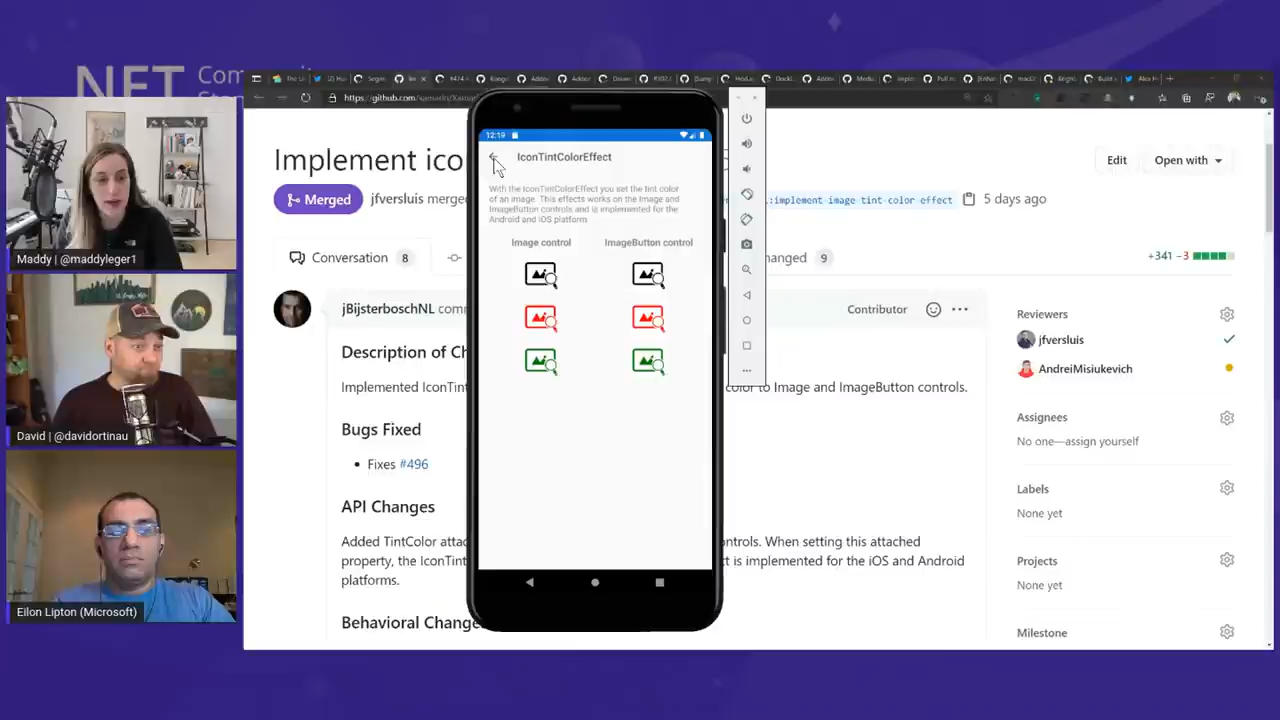 .NET Com
Maddy | @maddyleger1
David | @davidortinau
Eilon Lipton (Microsoft)
https://github.com/xamarin/Xam
Implement ico
Edit
Open with
Merged
jfversluis merged
:implement-image-tint-color-effect
5 days ago
Conversation 8
hanged 9
+341 −3
jBijsterboschNL comm
Contributor
Description of Ch
Implemented IconTint
color to Image and ImageButton controls.
Bugs Fixed
• Fixes #496
API Changes
Added TintColor attac
ntrols. When setting this attached
property, the IconTint
ct is implemented for the iOS and Android
platforms.
Behavioral Change
Reviewers
jfversluis
AndreiMisiukevich
Assignees
No one—assign yourself
Labels
None yet
Projects
None yet
Milestone
12:19
IconTintColorEffect
With the IconTintColorEffect you set the tint color
of an image. This effects works on the Image and
ImageButton controls and is implemented for the
Android and iOS platform
Image control
ImageButton control